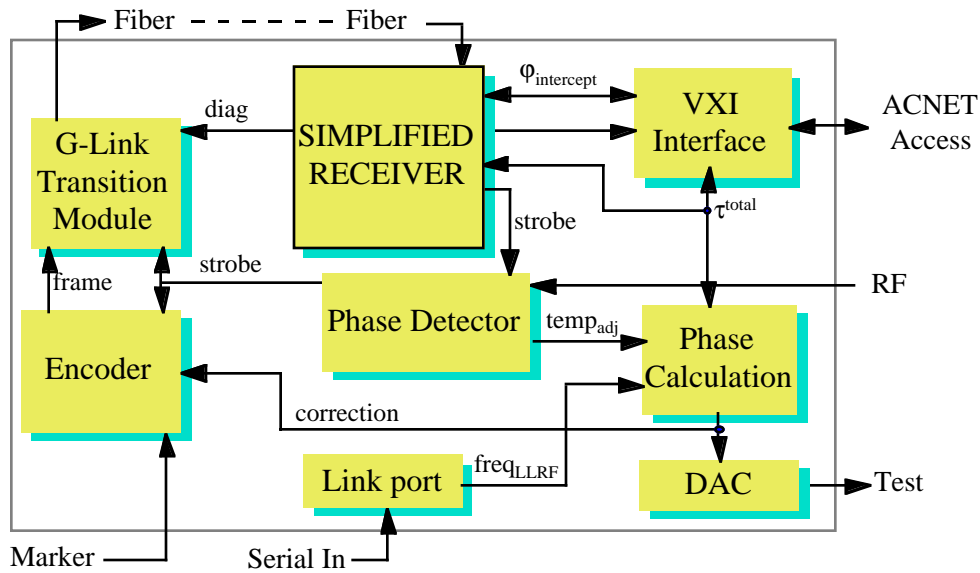 Fiber
Fiber
φintercept
VXI
Interface
ACNET
Access
diag
SIMPLIFIED
RECEIVER
G-Link
Transition
Module
τtotal
strobe
strobe
frame
RF
Phase Detector
tempadj
Phase
Calculation
Encoder
correction
Link port
freqLLRF
DAC
Test
Marker
Serial In